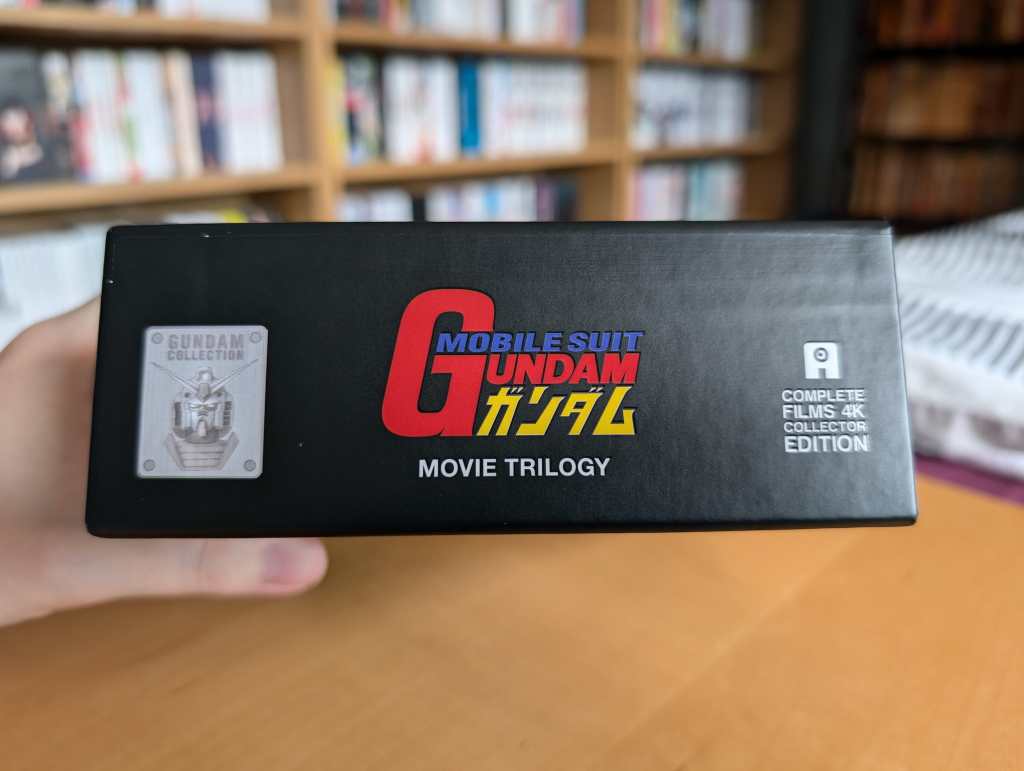 GUNDAM
COLLECTION
MOBILE SUIT
GUNDAM
ガンダム
MOVIE TRILOGY
COMPLETE
FILMS 4K
COLLECTOR
EDITION